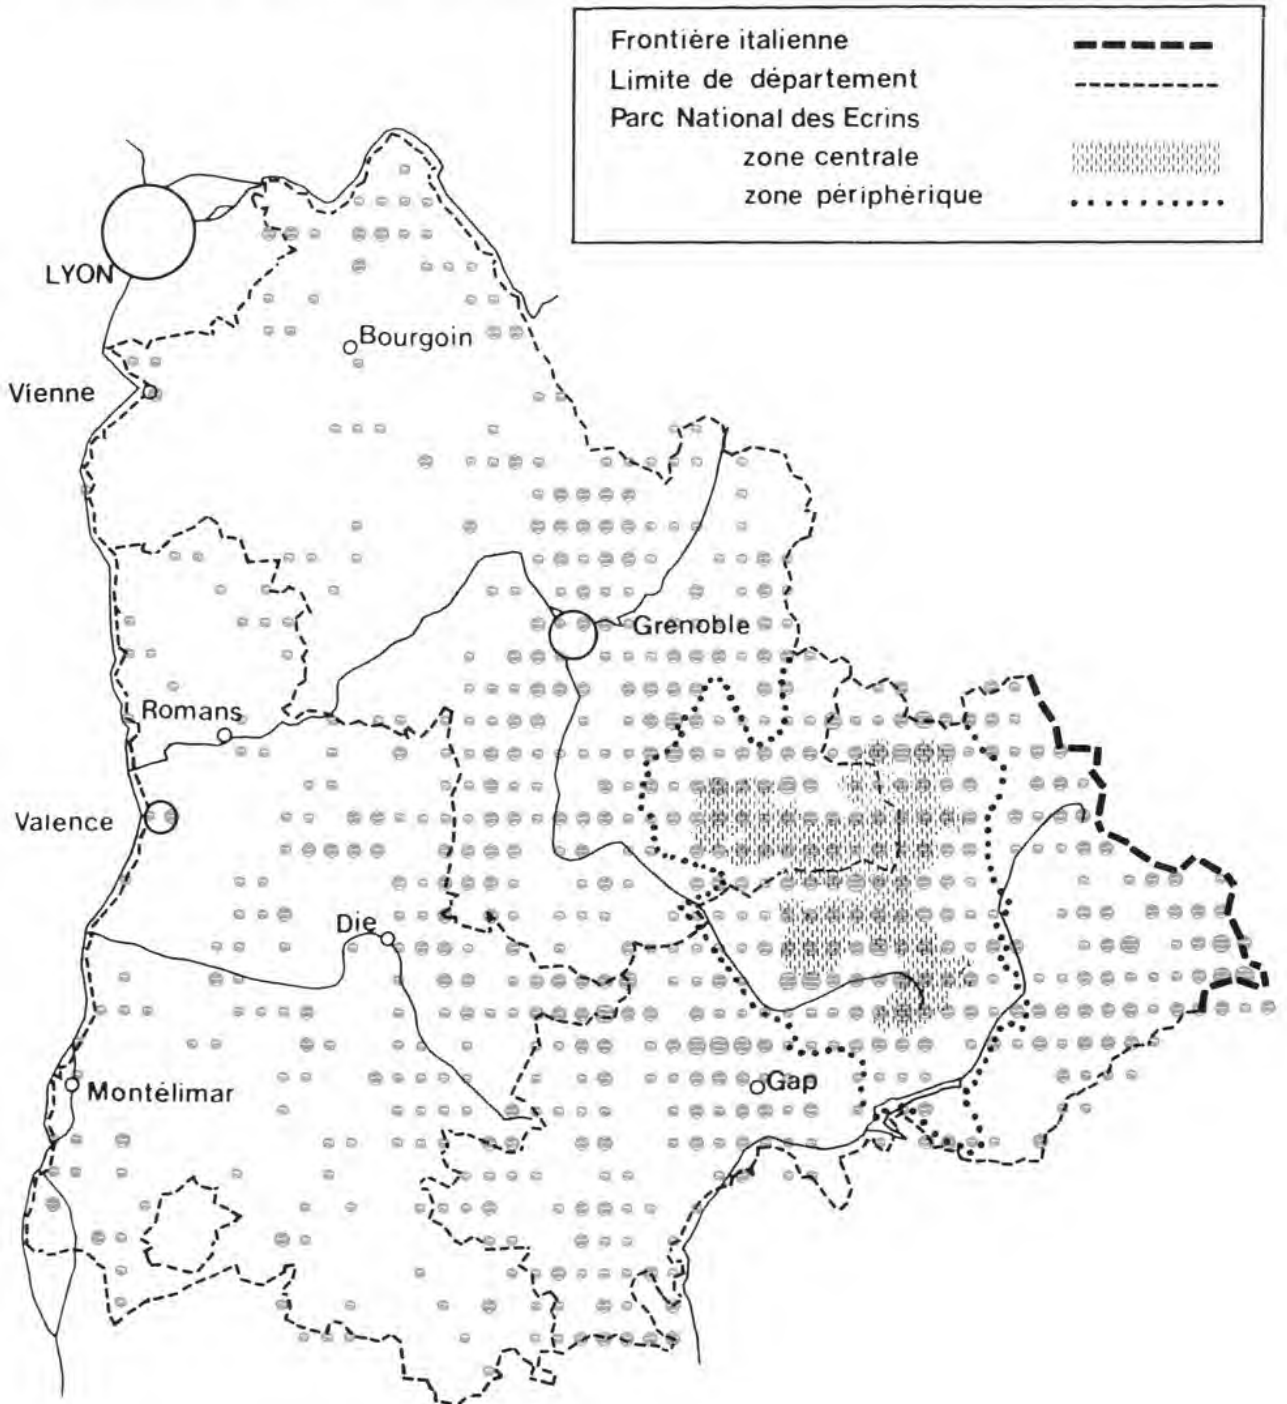 Frontière italienne
Limite de département
Parc National des Ecrins
zone centrale
zone périphérique
LYON
Bourgoin
Vienne
Grenoble
Romans
Valence
Die
Montélimar
Gap